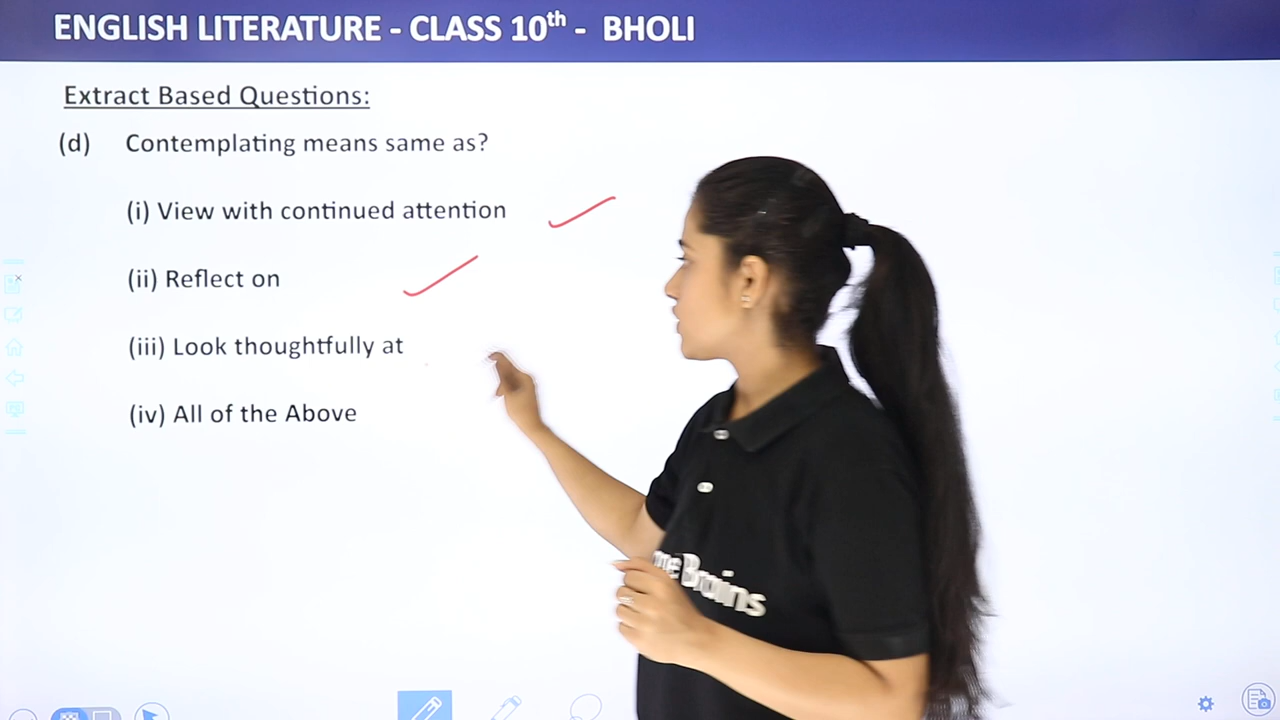 ENGLISH LITERATURE - CLASS 10th - BHOLI
Extract Based Questions:
(d) Contemplating means same as?
(i) View with continued attention
(ii) Reflect on
(iii) Look thoughtfully at
(iv) All of the Above
Brains